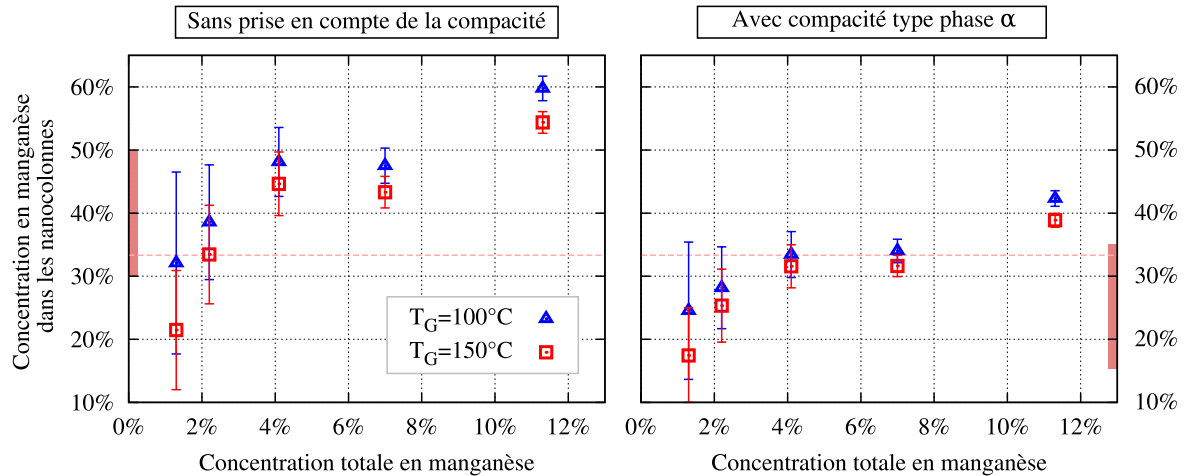 Sans prise en compte de la compacité
Avec compacité type phase α
Concentration en manganèse
dans les nanocolonnes
60%
50%
40%
30%
20%
10%
60%
50%
40%
30%
20%
10%
T_G=100°C
T_G=150°C
0% 2% 4% 6% 8% 10% 12%
0% 2% 4% 6% 8% 10% 12%
Concentration totale en manganèse
Concentration totale en manganèse